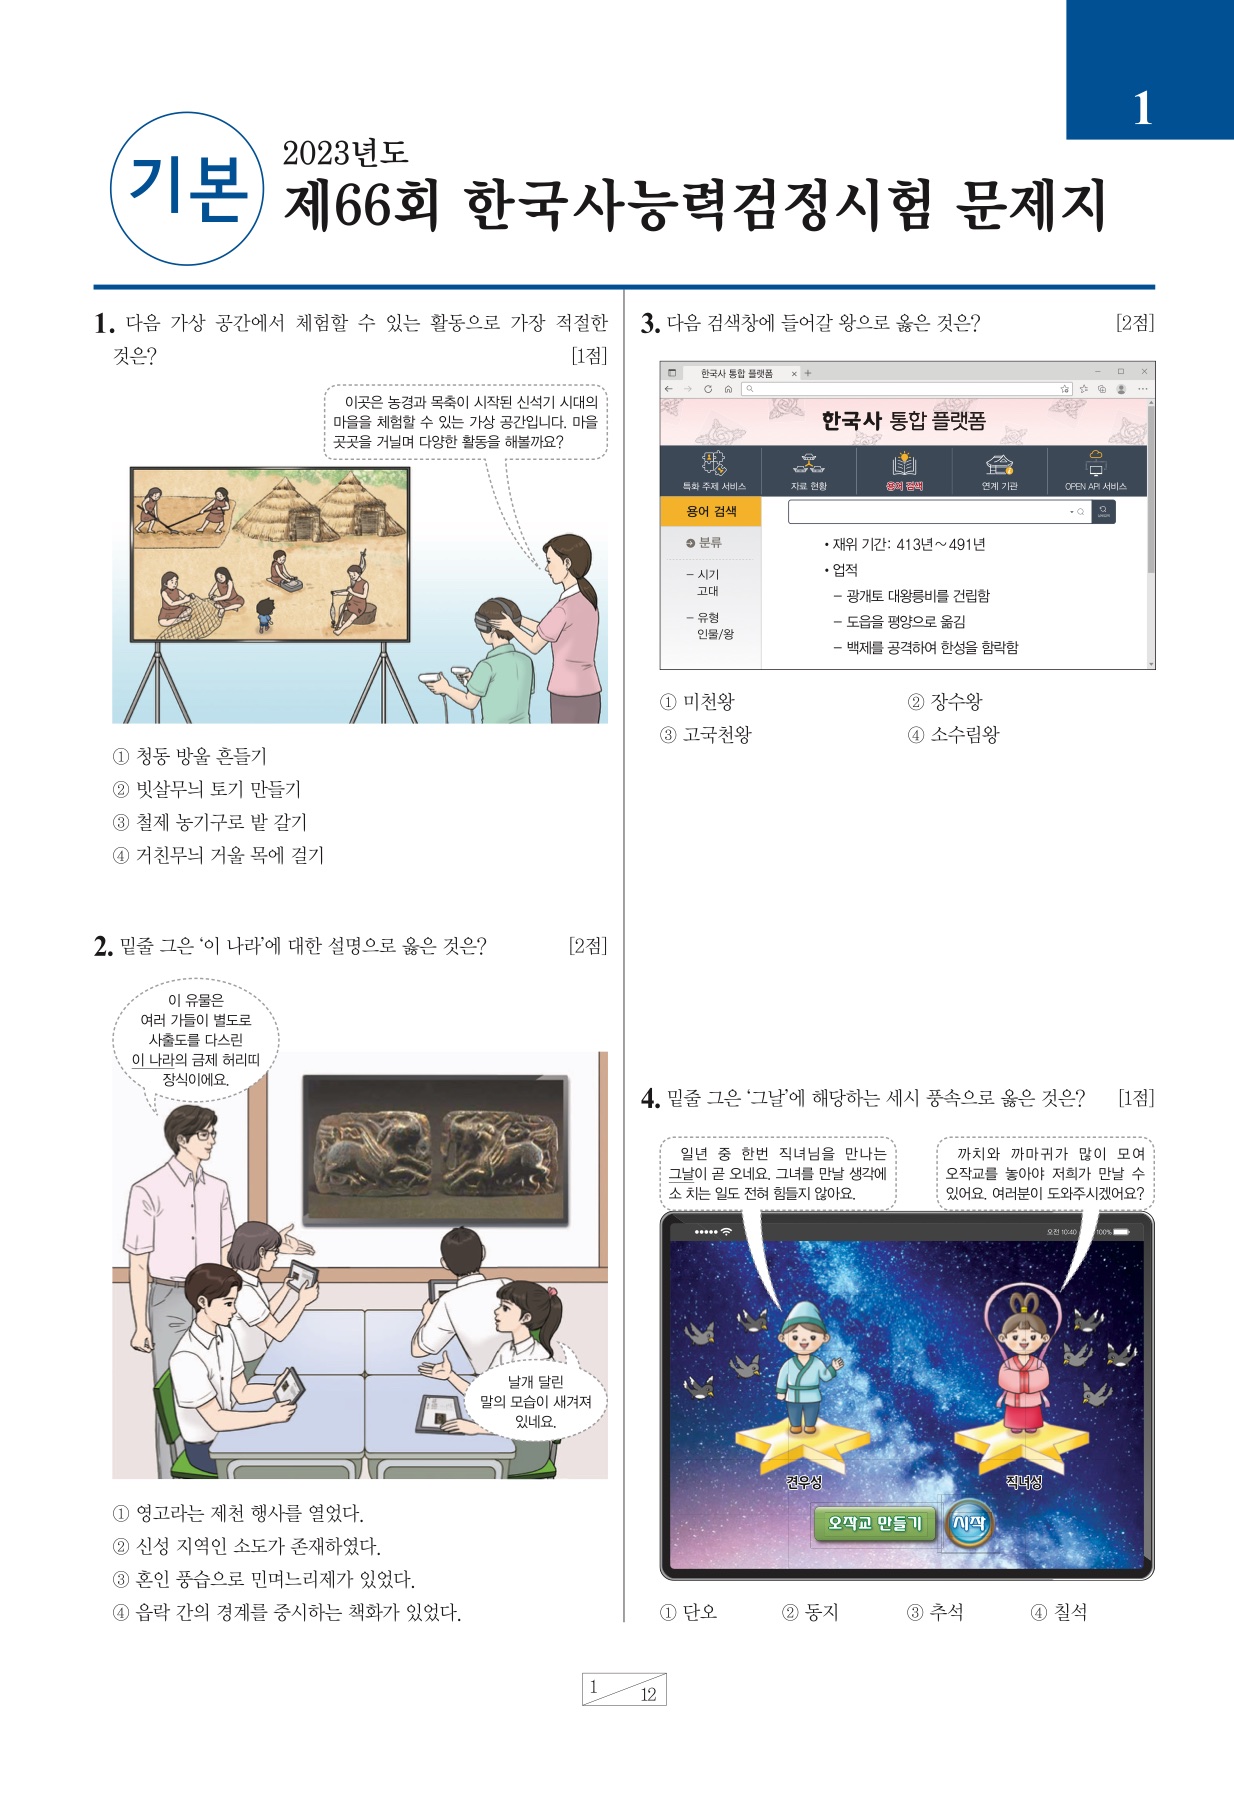 1
기본
2023년도
제66회 한국사능력검정시험 문제지
1. 다음 가상 공간에서 체험할 수 있는 활동으로 가장 적절한
것은? [1점]
이곳은 농경과 목축이 시작된 신석기 시대의
마을을 체험할 수 있는 가상 공간입니다. 마을
곳곳을 거닐며 다양한 활동을 해볼까요?
① 청동 방울 흔들기
② 빗살무늬 토기 만들기
③ 철제 농기구로 밭 갈기
④ 거친무늬 거울 목에 걸기
2. 밑줄 그은 ‘이 나라’에 대한 설명으로 옳은 것은? [2점]
이 유물은
여러 가들이 별도로
사출도를 다스린
이 나라의 금제 허리띠
장식이에요.
날개 달린
말의 모습이 새겨져
있네요.
① 영고라는 제천 행사를 열었다.
② 신성 지역인 소도가 존재하였다.
③ 혼인 풍습으로 민며느리제가 있었다.
④ 읍락 간의 경계를 중시하는 책화가 있었다.
3. 다음 검색창에 들어갈 왕으로 옳은 것은? [2점]
한국사 통합 플랫폼
한국사 통합 플랫폼
특화 주제 서비스 자료 현황 용어 검색 연계 기관 OPEN API 서비스
용어 검색
분류
– 시기
고대
– 유형
인물/왕
• 재위 기간: 413년~491년
• 업적
– 광개토 대왕릉비를 건립함
– 도읍을 평양으로 옮김
– 백제를 공격하여 한성을 함락함
① 미천왕 ② 장수왕
③ 고국천왕 ④ 소수림왕
4. 밑줄 그은 ‘그날’에 해당하는 세시 풍속으로 옳은 것은? [1점]
일년 중 한번 직녀님을 만나는
그날이 곧 오네요. 그녀를 만날 생각에
소 치는 일도 전혀 힘들지 않아요.
까치와 까마귀가 많이 모여
오작교를 놓아야 저희가 만날 수
있어요. 여러분이 도와주시겠어요?
오전 10:40 100%
견우성 직녀성
오작교 만들기 시작
① 단오 ② 동지 ③ 추석 ④ 칠석
1 12